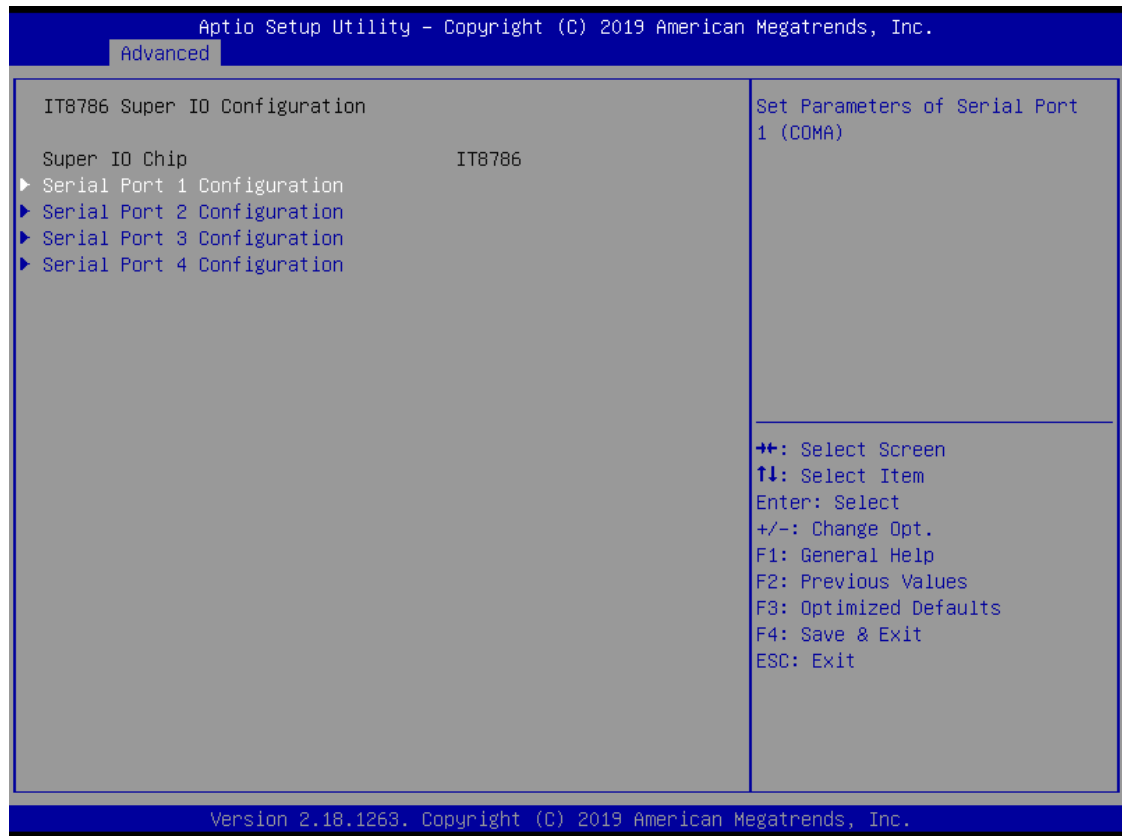 Aptio Setup Utility – Copyright (C) 2019 American Megatrends, Inc.
Advanced
IT8786 Super IO Configuration
Super IO Chip IT8786
Serial Port 1 Configuration
Serial Port 2 Configuration
Serial Port 3 Configuration
Serial Port 4 Configuration
Set Parameters of Serial Port
1 (COMA)
→←: Select Screen
↑↓: Select Item
Enter: Select
+/-: Change Opt.
F1: General Help
F2: Previous Values
F3: Optimized Defaults
F4: Save & Exit
ESC: Exit
Version 2.18.1263. Copyright (C) 2019 American Megatrends, Inc.